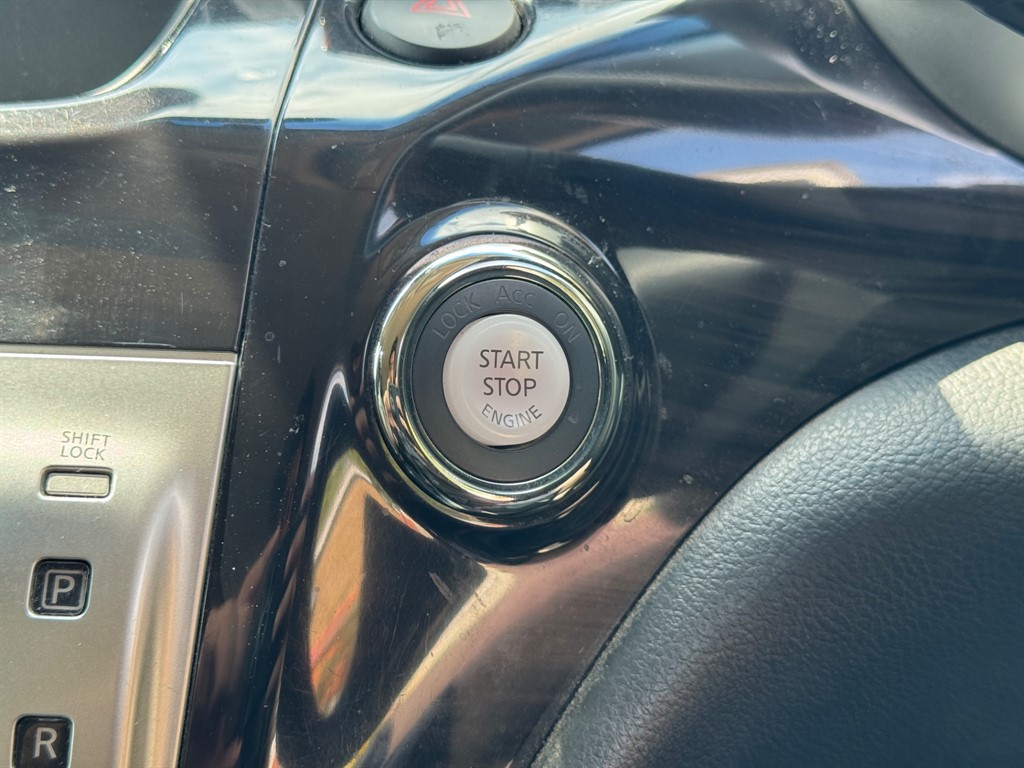 LOCK ACC ON
START
STOP
ENGINE
SHIFT
LOCK
P
R